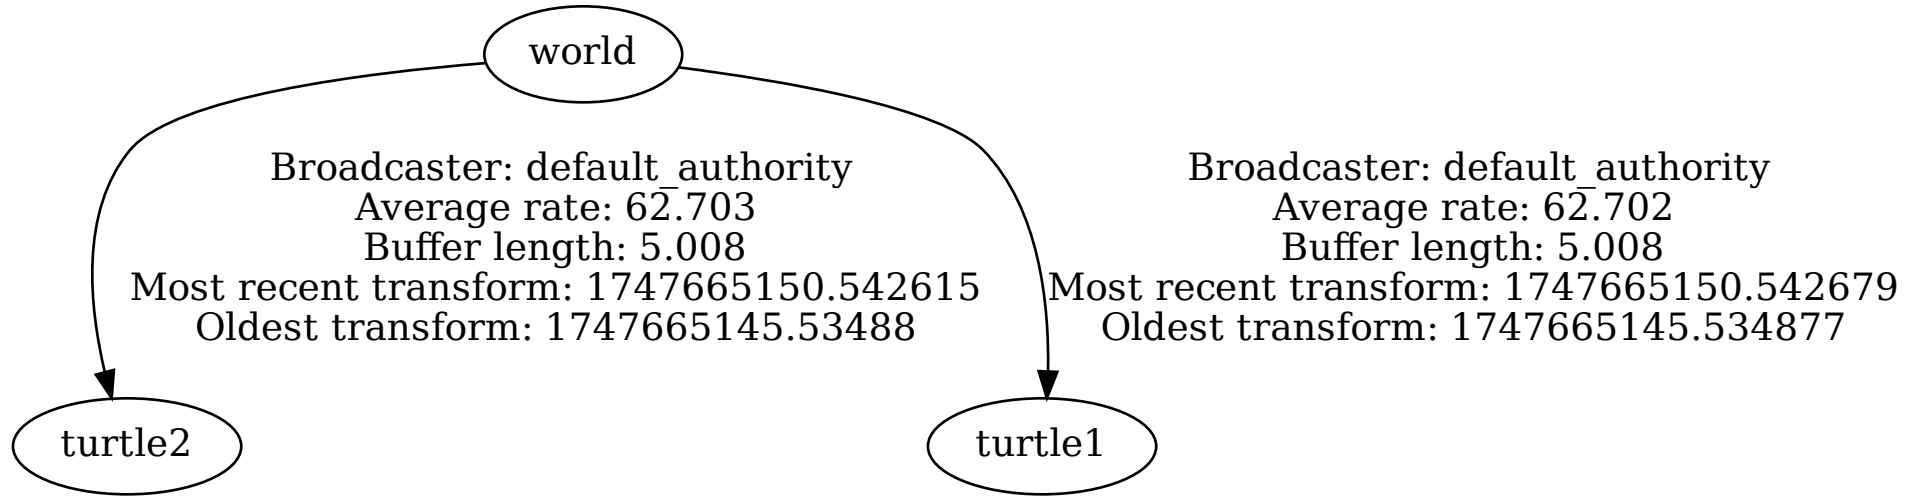 world
Broadcaster: default_authority
Average rate: 62.703
Buffer length: 5.008
Most recent transform: 1747665150.542615
Oldest transform: 1747665145.53488
Broadcaster: default_authority
Average rate: 62.702
Buffer length: 5.008
Most recent transform: 1747665150.542679
Oldest transform: 1747665145.534877
turtle2
turtle1